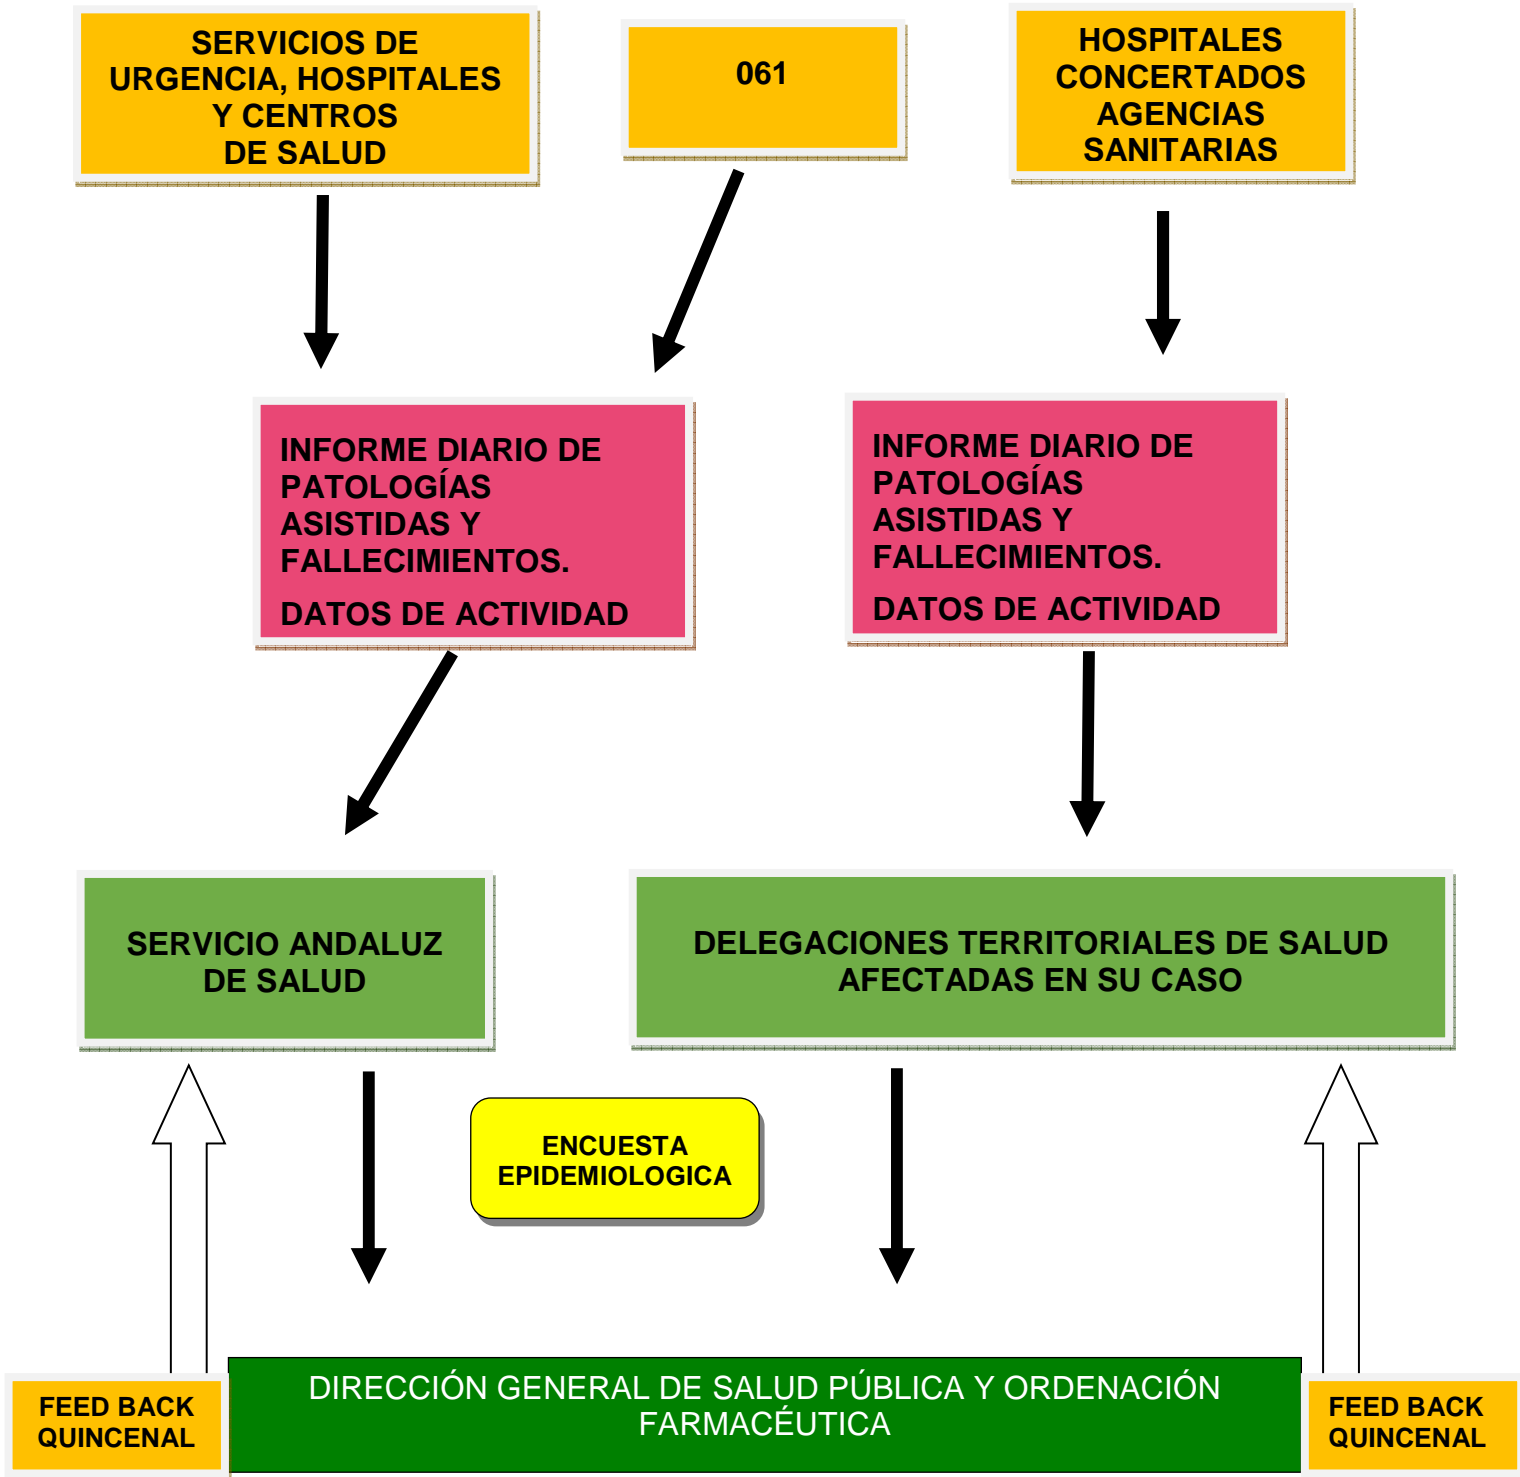 SERVICIOS DE
URGENCIA, HOSPITALES
Y CENTROS
DE SALUD
061
HOSPITALES
CONCERTADOS
AGENCIAS
SANITARIAS
INFORME DIARIO DE
PATOLOGÍAS
ASISTIDAS Y
FALLECIMIENTOS.
DATOS DE ACTIVIDAD
INFORME DIARIO DE
PATOLOGÍAS
ASISTIDAS Y
FALLECIMIENTOS.
DATOS DE ACTIVIDAD
SERVICIO ANDALUZ
DE SALUD
DELEGACIONES TERRITORIALES DE SALUD
AFECTADAS EN SU CASO
ENCUESTA
EPIDEMIOLOGICA
FEED BACK
QUINCENAL
DIRECCIÓN GENERAL DE SALUD PÚBLICA Y ORDENACIÓN
FARMACÉUTICA
FEED BACK
QUINCENAL